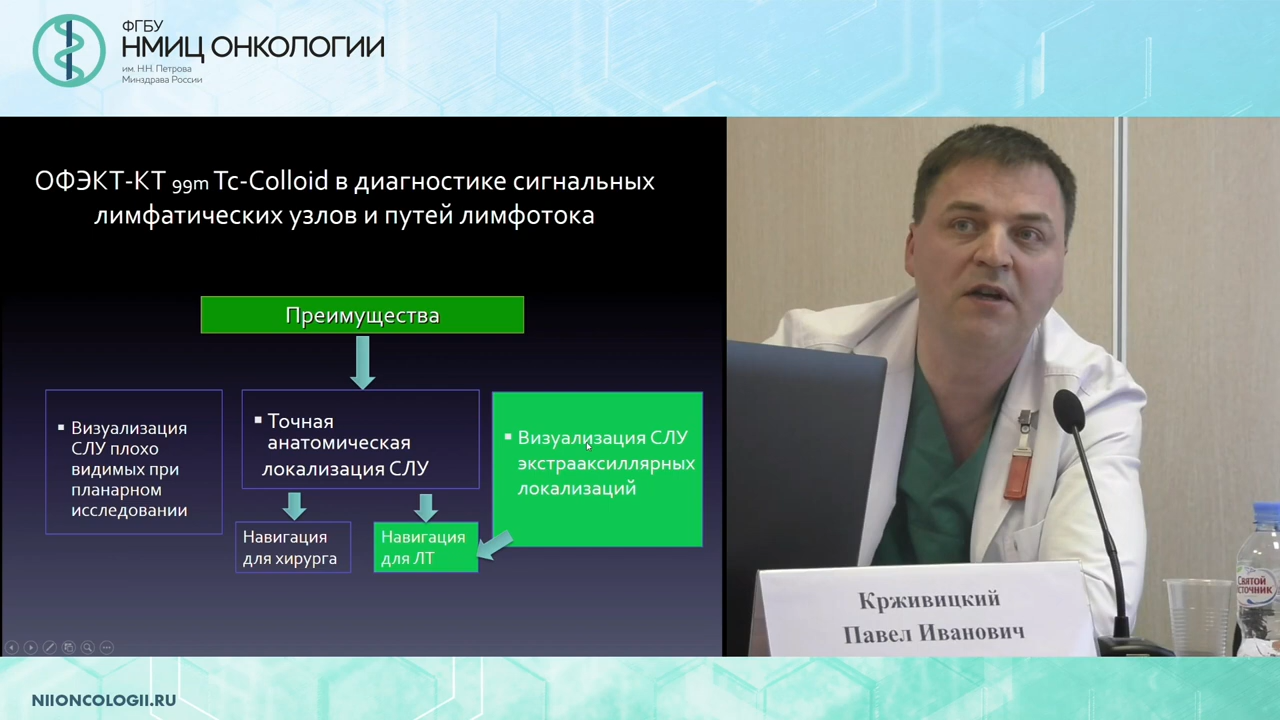 ФГБУ
НМИЦ ОНКОЛОГИИ
им. Н.Н. Петрова
Минздрава России
ОФЭКТ-КТ 99m Tc-Colloid в диагностике сигнальных
лимфатических узлов и путей лимфотока
Преимущества
Визуализация
СЛУ плохо
видимых при
планарном
исследовании
Точная
анатомическая
локализация СЛУ
Визуализация СЛУ
экстрааксиллярных
локализаций
Навигация
для хирурга
Навигация
для ЛТ
Крживицкий
Павел Иванович
Святой
источник
NIIONCOLOGII.RU